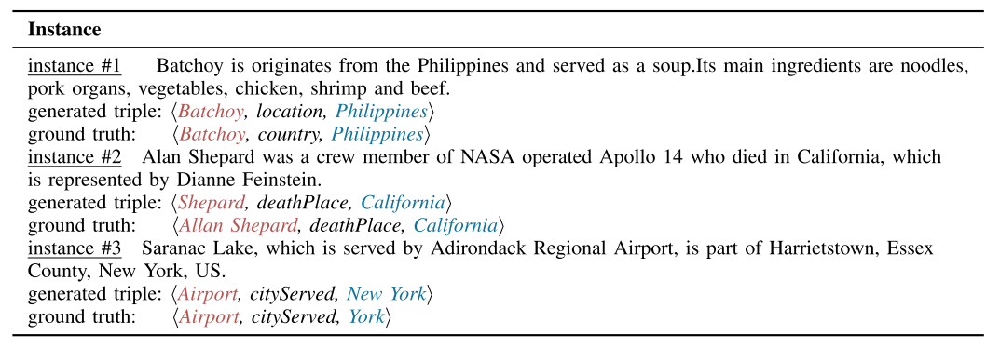 Instance
instance #1 Batchoy is originates from the Philippines and served as a soup.Its main ingredients are noodles,
pork organs, vegetables, chicken, shrimp and beef.
generated triple: ⟨Batchoy, location, Philippines⟩
ground truth: ⟨Batchoy, country, Philippines⟩
instance #2 Alan Shepard was a crew member of NASA operated Apollo 14 who died in California, which
is represented by Dianne Feinstein.
generated triple: ⟨Shepard, deathPlace, California⟩
ground truth: ⟨Allan Shepard, deathPlace, California⟩
instance #3 Saranac Lake, which is served by Adirondack Regional Airport, is part of Harrietstown, Essex
County, New York, US.
generated triple: ⟨Airport, cityServed, New York⟩
ground truth: ⟨Airport, cityServed, York⟩